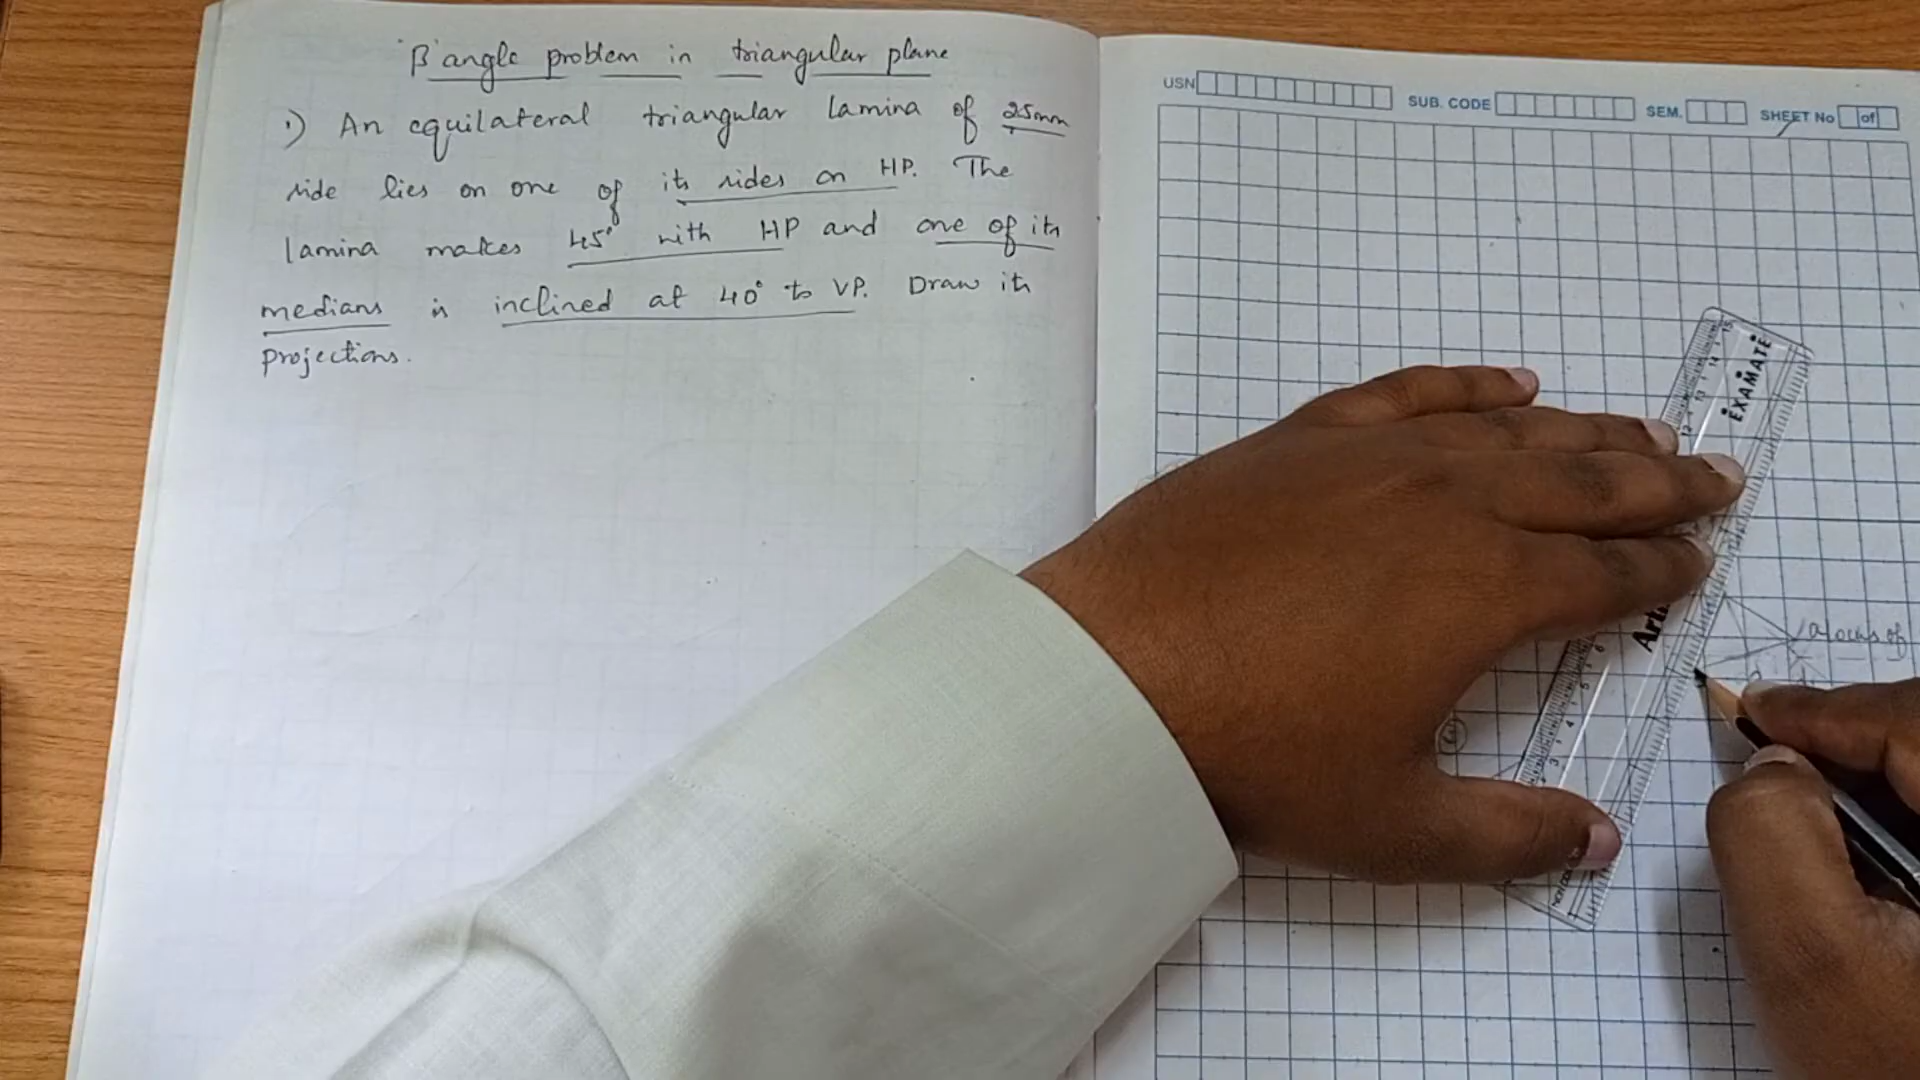 β angle problem in triangular plane
1) An equilateral triangular lamina of 25mm
side lies on one of its sides on HP. The
lamina makes 45° with HP and one of its
medians is inclined at 40° to VP. Draw its
projections.
USN
SUB. CODE
SEM.
SHEET No of
EXAMATE
a locus of